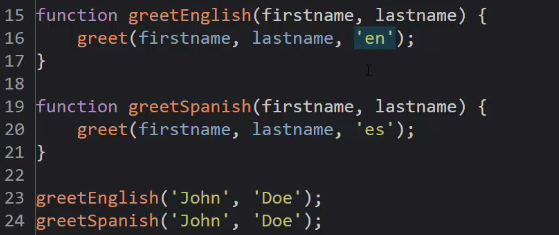 15 function greetEnglish(firstname, lastname) {
16     greet(firstname, lastname, 'en');
17 }
18
19 function greetSpanish(firstname, lastname) {
20     greet(firstname, lastname, 'es');
21 }
22
23 greetEnglish('John', 'Doe');
24 greetSpanish('John', 'Doe');